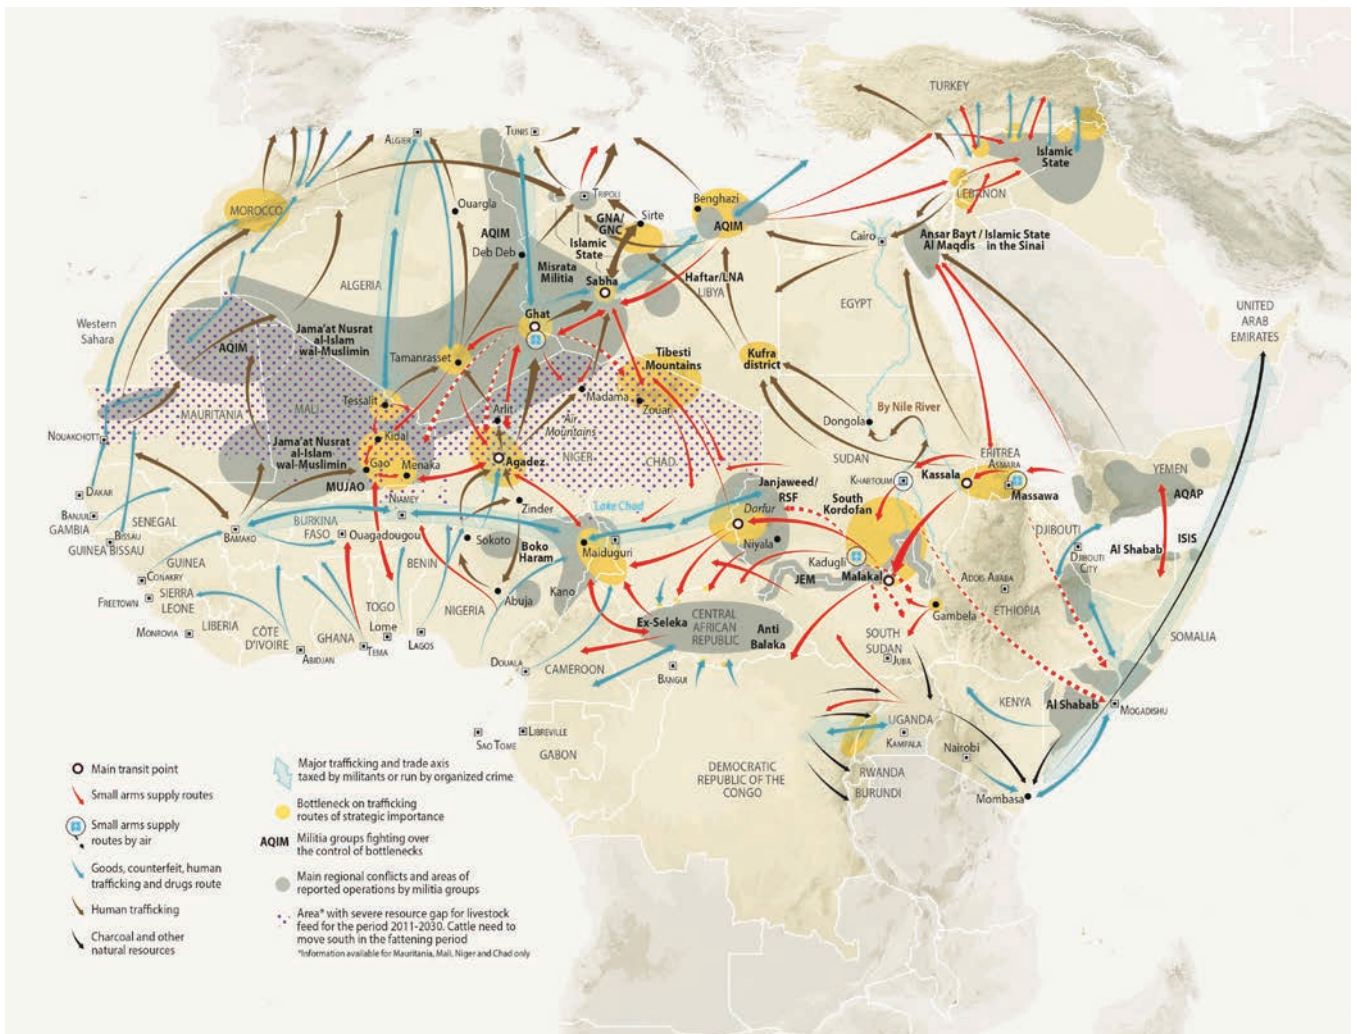 TURKEY
Islamic
State
LEBANON
ALGIER
TUNIS
MOROCCO
Ouargla
TRIPOLI
Benghazi
GNA/
GNC
Sirte
AQIM
AQIM
Deb Deb
Islamic
State
Cairo
Ansar Bayt / Islamic State
Al Maqdis in the Sinai
Misrata
Militia
Sabha
Haftar/LNA
LIBYA
ALGERIA
EGYPT
UNITED
ARAB
EMIRATES
Western
Sahara
Ghat
Jama'at Nusrat
al-Islam
wal-Muslimin
AQIM
Tamanrasset
Tibesti
Mountains
Kufra
district
Madama
Zouar
Tessalit
MAURITANIA
MALI
Arlit
Air
Mountains
By Nile River
Dongola
NOUAKCHOTT
Kidal
Jama'at Nusrat
al-Islam
wal-Muslimin
Gao
Menaka
Agadez
NIGER
CHAD
SUDAN
ERITREA
ASMARA
Kassala
KHARTOUM
Massawa
YEMEN
AQAP
MUJAO
NIAMEY
Janjaweed/
RSF
Darfur
South
Kordofan
DAKAR
BANJUL
GAMBIA
SENEGAL
BISSAU
GUINEA BISSAU
BAMAKO
BURKINA
FASO
Ouagadougou
Zinder
Lake Chad
Sokoto
Boko
Haram
Maiduguri
Niyala
DJIBOUTI
DJIBOUTI
CITY
Al Shabab
ISIS
GUINEA
CONAKRY
BENIN
Kadugli
JEM
Malakal
ADDIS ABABA
FREETOWN
SIERRA
LEONE
Abuja
Kano
NIGERIA
Gambela
ETHIOPIA
MONROVIA
LIBERIA
CÔTE
D'IVOIRE
GHANA
TOGO
Lome
ABIDJAN
TEMA
LAGOS
Ex-Seleka
CENTRAL
AFRICAN
REPUBLIC
Anti
Balaka
SOUTH
SUDAN
JUBA
SOMALIA
DOUALA
CAMEROON
BANGUI
KENYA
Al Shabab
MOGADISHU
UGANDA
KAMPALA
Nairobi
SAO TOME
LIBREVILLE
GABON
DEMOCRATIC
REPUBLIC OF THE
CONGO
RWANDA
BURUNDI
Mombasa
Main transit point
Small arms supply routes
Small arms supply
routes by air
Goods, counterfeit, human
trafficking and drugs route
Human trafficking
Charcoal and other
natural resources
Major trafficking and trade axis
taxed by militants or run by organized crime
Bottleneck on trafficking
routes of strategic importance
AQIM Militia groups fighting over
the control of bottlenecks
Main regional conflicts and areas of
reported operations by militia groups
Area* with severe resource gap for livestock
feed for the period 2011-2030. Cattle need to
move south in the fattening period
*Information available for Mauritania, Mali, Niger and Chad only